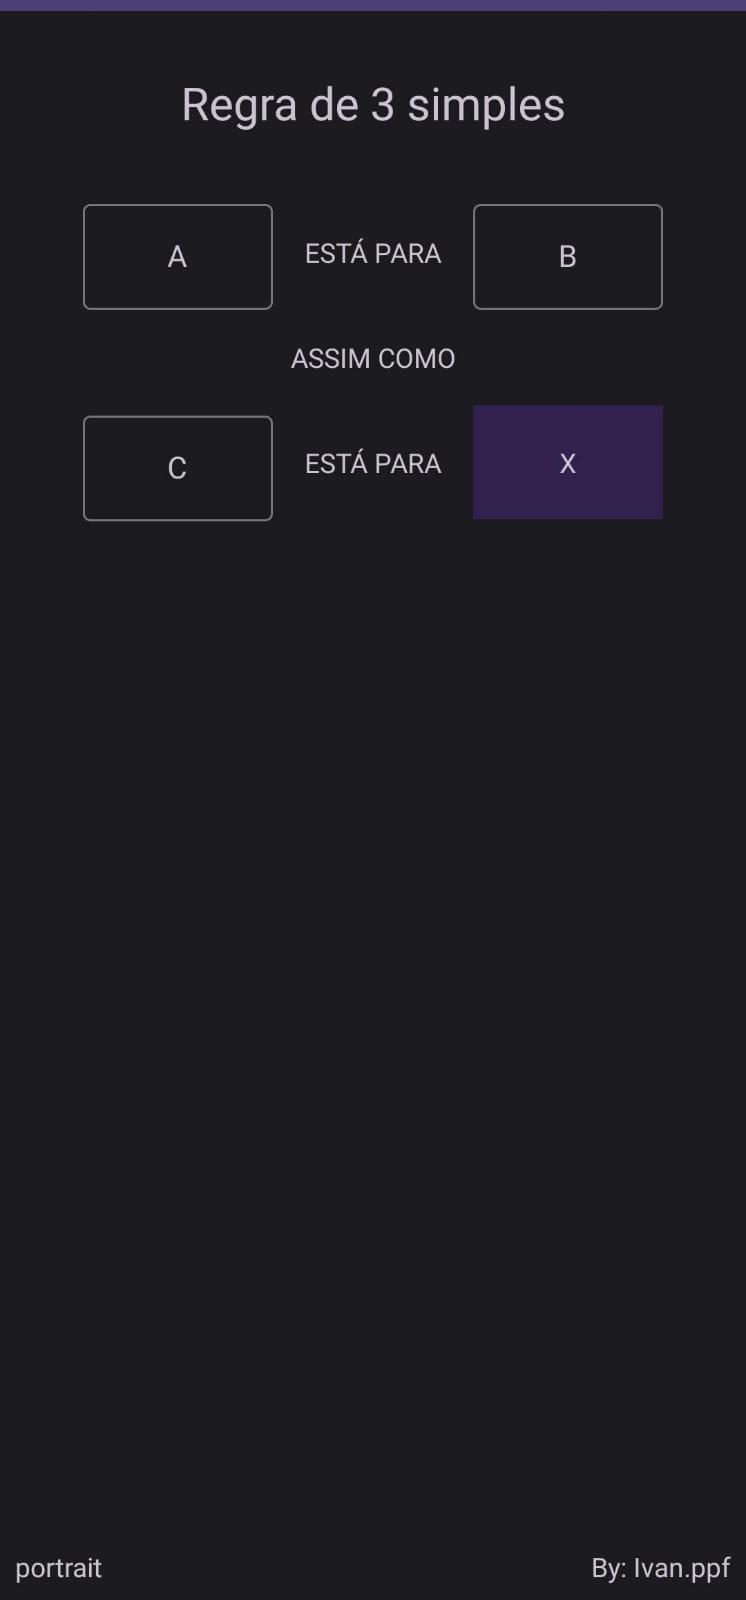 Regra de 3 simples
A ESTÁ PARA B
ASSIM COMO
C ESTÁ PARA X
portrait By: Ivan.ppf